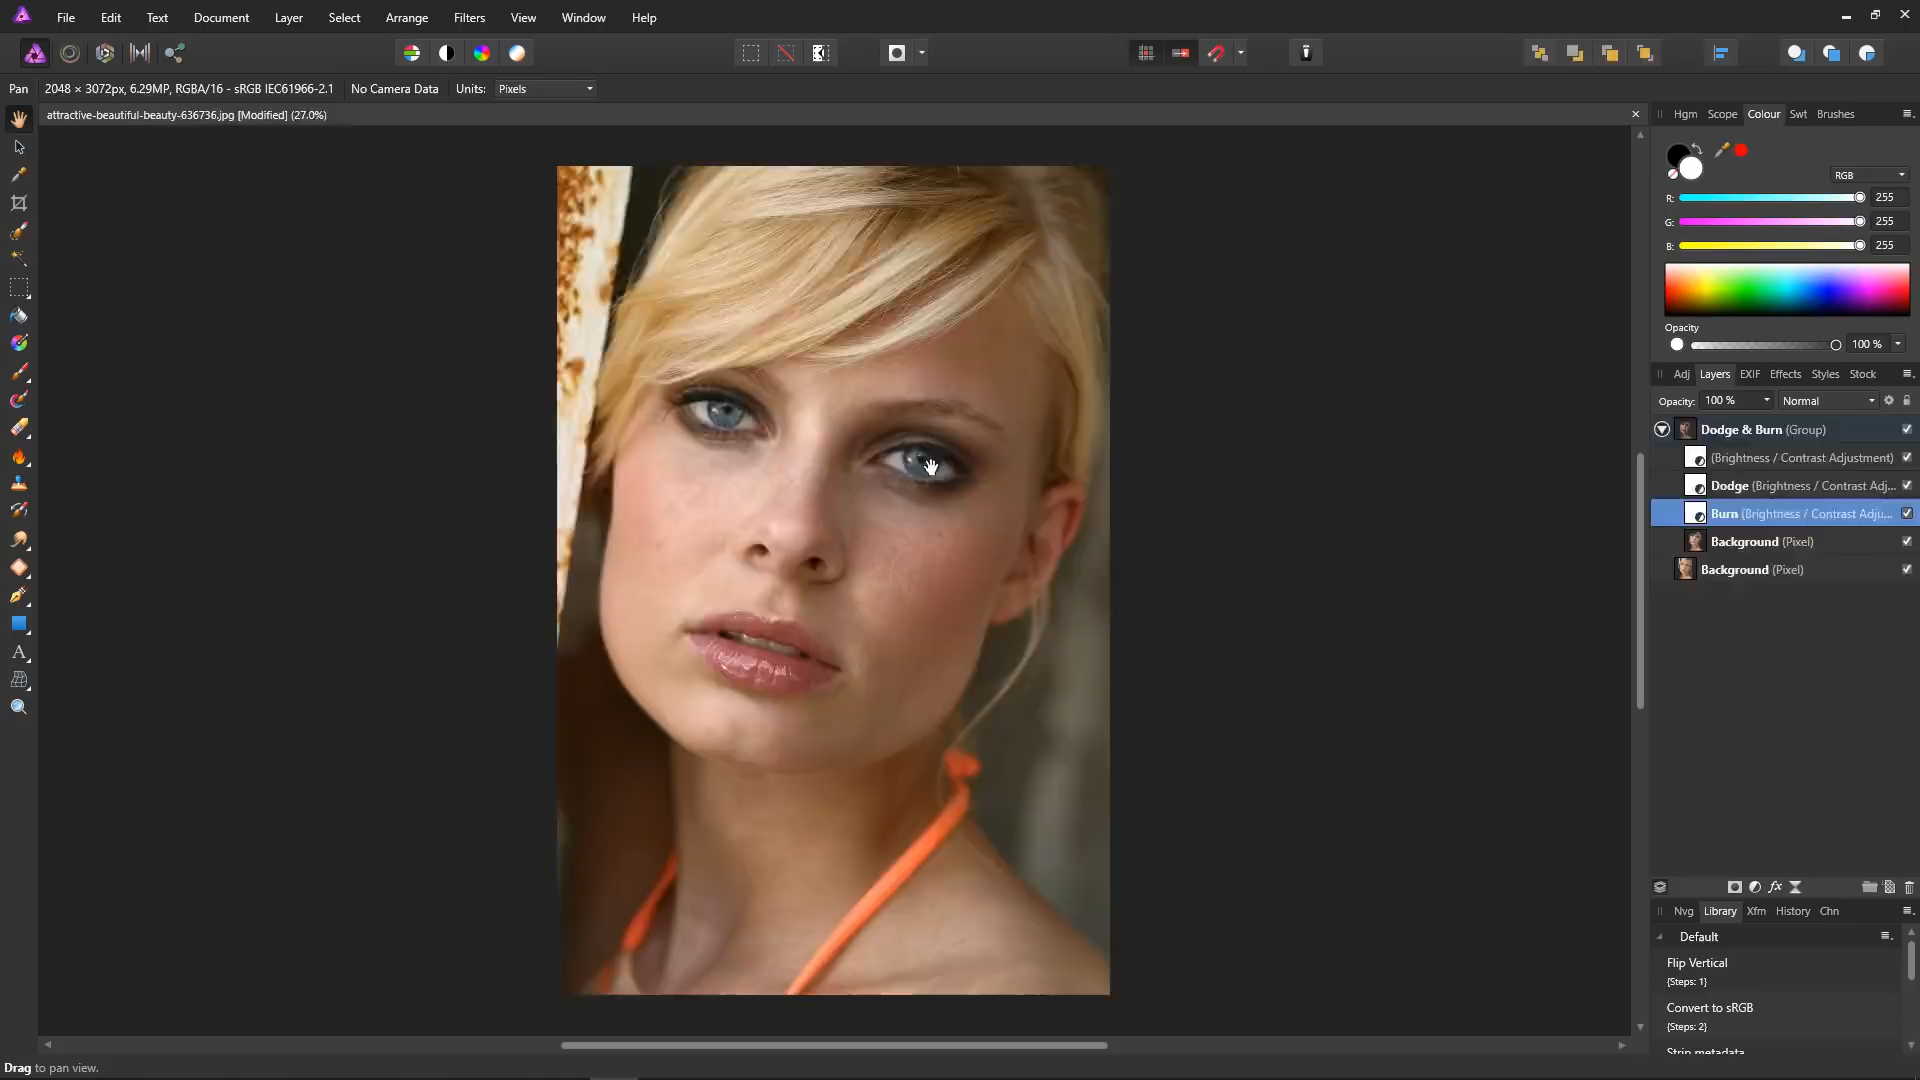 File Edit Text Document Layer Select Arrange Filters View Window Help
Pan 2048 × 3072px, 6.29MP, RGBA/16 - sRGB IEC61966-2.1 No Camera Data Units: Pixels
attractive-beautiful-beauty-636736.jpg [Modified] (27.0%)
Hgm Scope Colour Swt Brushes
RGB
R: 255
G: 255
B: 255
Opacity
100 %
Adj Layers EXIF Effects Styles Stock
Opacity: 100 % Normal
Dodge & Burn (Group)
(Brightness / Contrast Adjustment)
Dodge (Brightness / Contrast Adj...
Burn (Brightness / Contrast Adju...
Background (Pixel)
Background (Pixel)
fx
Nvg Library Xfm History Chn
Default
Flip Vertical
{Steps: 1}
Convert to sRGB
{Steps: 2}
Strip metadata
Drag to pan view.